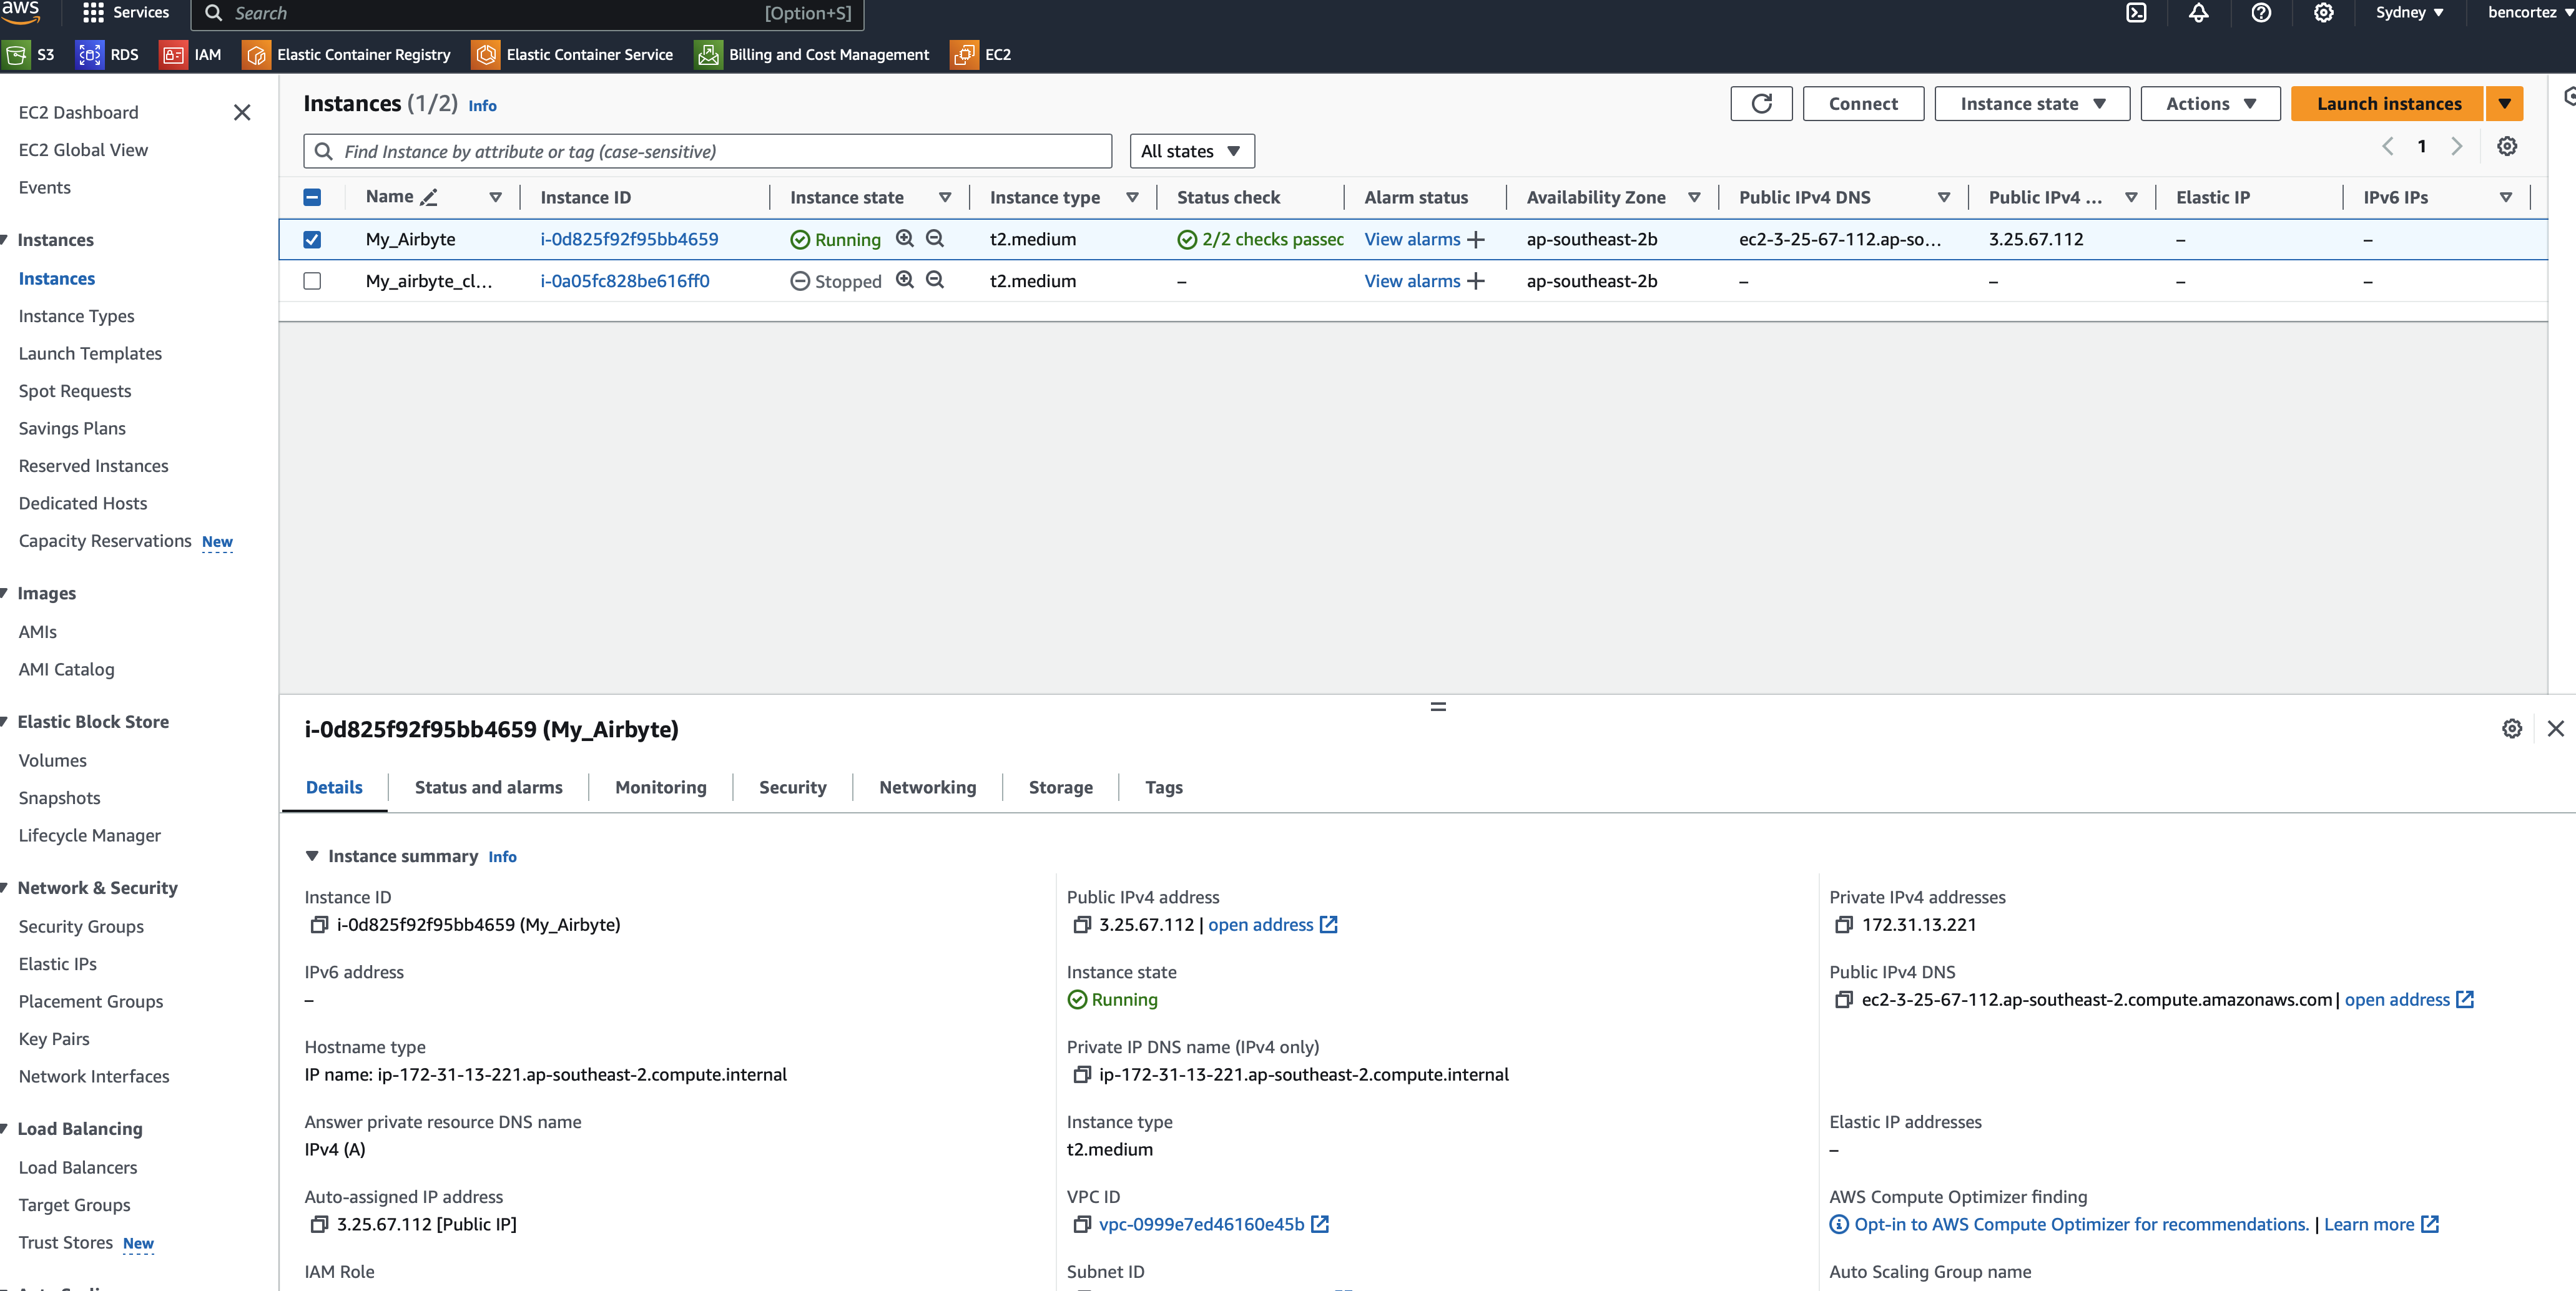 aws
Services
Search [Option+S]
Sydney
bencortez
S3 RDS IAM Elastic Container Registry Elastic Container Service Billing and Cost Management EC2
EC2 Dashboard
EC2 Global View
Events
Instances
Instances
Instance Types
Launch Templates
Spot Requests
Savings Plans
Reserved Instances
Dedicated Hosts
Capacity Reservations New
Images
AMIs
AMI Catalog
Elastic Block Store
Volumes
Snapshots
Lifecycle Manager
Network & Security
Security Groups
Elastic IPs
Placement Groups
Key Pairs
Network Interfaces
Load Balancing
Load Balancers
Target Groups
Trust Stores New
Instances (1/2) Info
Connect Instance state Actions Launch instances
Find Instance by attribute or tag (case-sensitive) All states 1
Name Instance ID Instance state Instance type Status check Alarm status Availability Zone Public IPv4 DNS Public IPv4 ... Elastic IP IPv6 IPs
My_Airbyte i-0d825f92f95bb4659 Running t2.medium 2/2 checks passec View alarms + ap-southeast-2b ec2-3-25-67-112.ap-so... 3.25.67.112 – –
My_airbyte_cl... i-0a05fc828be616ff0 Stopped t2.medium – View alarms + ap-southeast-2b – – – –
i-0d825f92f95bb4659 (My_Airbyte)
Details Status and alarms Monitoring Security Networking Storage Tags
Instance summary Info
Instance ID
i-0d825f92f95bb4659 (My_Airbyte)
Public IPv4 address
3.25.67.112 | open address
Private IPv4 addresses
172.31.13.221
IPv6 address
–
Instance state
Running
Public IPv4 DNS
ec2-3-25-67-112.ap-southeast-2.compute.amazonaws.com | open address
Hostname type
IP name: ip-172-31-13-221.ap-southeast-2.compute.internal
Private IP DNS name (IPv4 only)
ip-172-31-13-221.ap-southeast-2.compute.internal
Answer private resource DNS name
IPv4 (A)
Instance type
t2.medium
Elastic IP addresses
–
Auto-assigned IP address
3.25.67.112 [Public IP]
VPC ID
vpc-0999e7ed46160e45b
AWS Compute Optimizer finding
Opt-in to AWS Compute Optimizer for recommendations. | Learn more
IAM Role
Subnet ID
Auto Scaling Group name